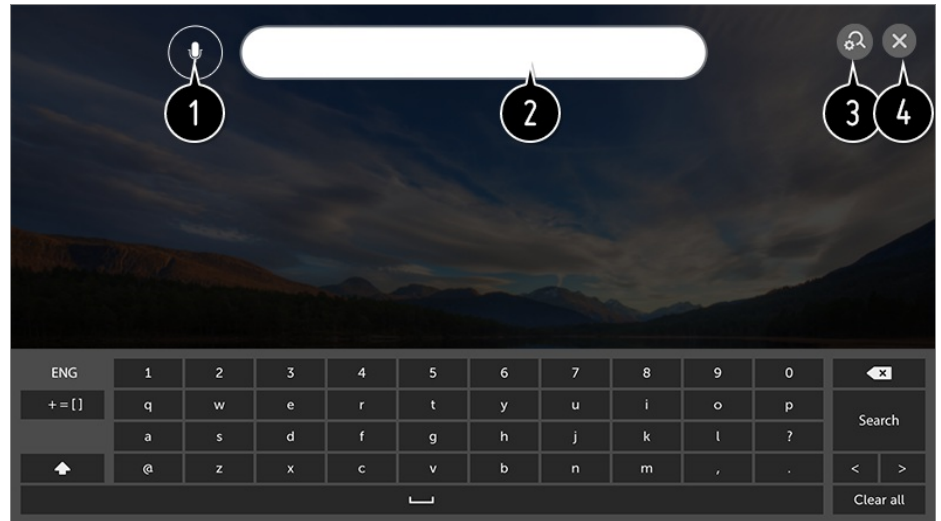 1 2 3 4
ENG 1 2 3 4 5 6 7 8 9 0
+=[] q w e r t y u i o p
Search
a s d f g h j k l ?
@ z x c v b n m , . < >
Clear all